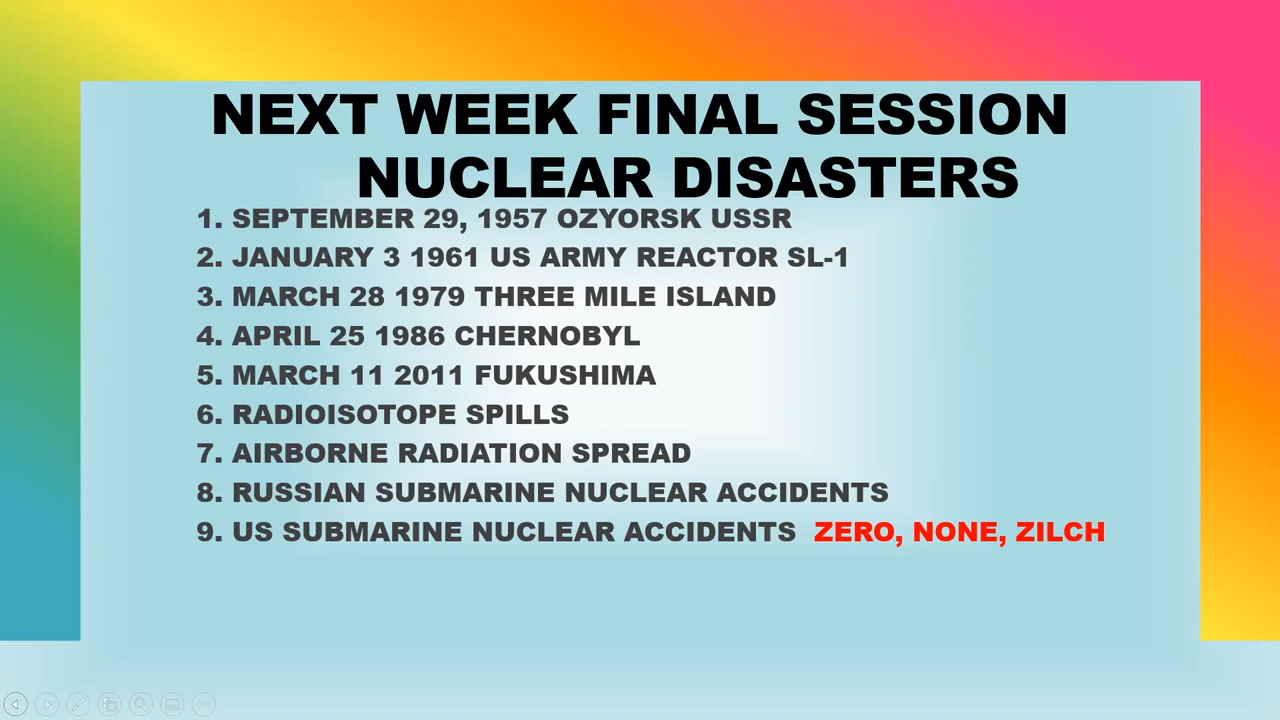 NEXT WEEK FINAL SESSION
NUCLEAR DISASTERS
1. SEPTEMBER 29, 1957 OZYORSK USSR
2. JANUARY 3 1961 US ARMY REACTOR SL-1
3. MARCH 28 1979 THREE MILE ISLAND
4. APRIL 25 1986 CHERNOBYL
5. MARCH 11 2011 FUKUSHIMA
6. RADIOISOTOPE SPILLS
7. AIRBORNE RADIATION SPREAD
8. RUSSIAN SUBMARINE NUCLEAR ACCIDENTS
9. US SUBMARINE NUCLEAR ACCIDENTS ZERO, NONE, ZILCH